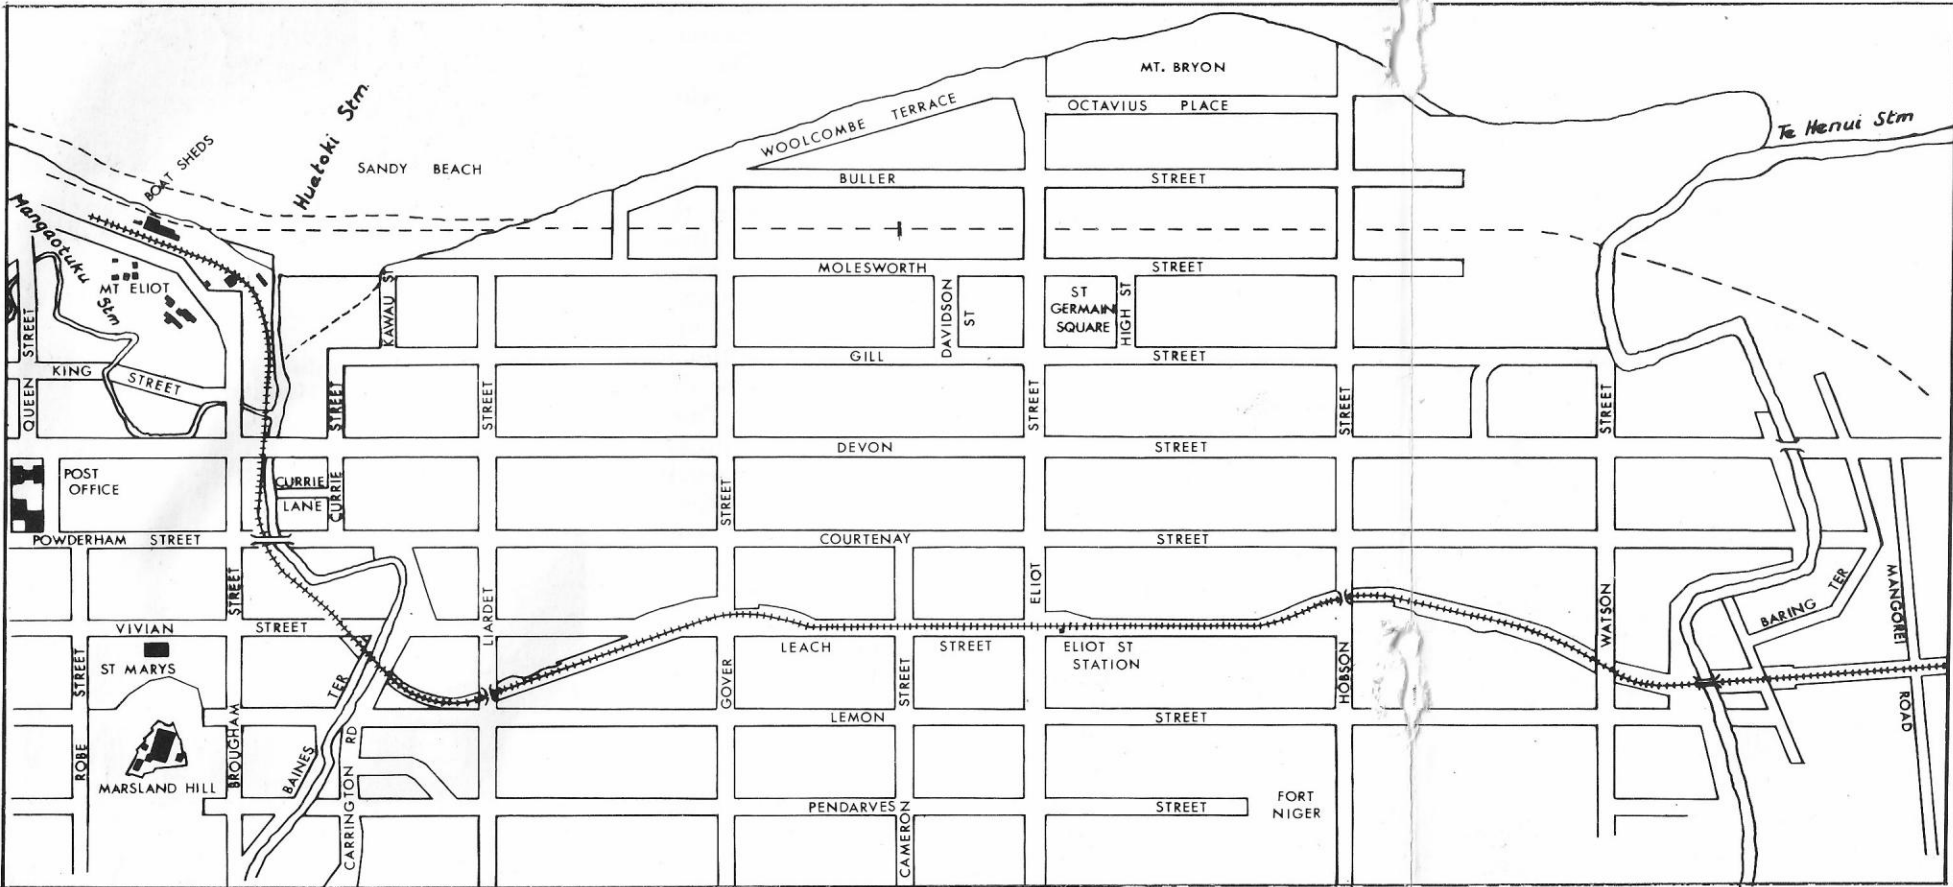 MT. BRYON
OCTAVIUS PLACE
WOOLCOMBE TERRACE
Te Henui Stm
BOAT SHEDS
Huatoki Stm
SANDY BEACH
BULLER STREET
Mangaotuku Stm
MT ELIOT
MOLESWORTH STREET
KAWAU ST
DAVIDSON ST
ST
GERMAIN
SQUARE
HIGH ST
QUEEN STREET
KING STREET
GILL STREET
STREET
STREET
STREET
STREET
STREET
DEVON STREET
POST
OFFICE
CURRIE
LANE
CURRIE
STREET
POWDERHAM STREET
COURTENAY STREET
STREET
LIARDET
ELIOT
WATSON
BARING TER
MANGOREI
ROAD
VIVIAN STREET
ST MARYS
STREET
ROBE
LEACH STREET
ELIOT ST
STATION
GOVER
STREET
CAMERON
HOBSON
BROUGHAM
MARSLAND HILL
BAINES TER
CARRINGTON RD
LEMON STREET
PENDARVES STREET
FORT
NIGER